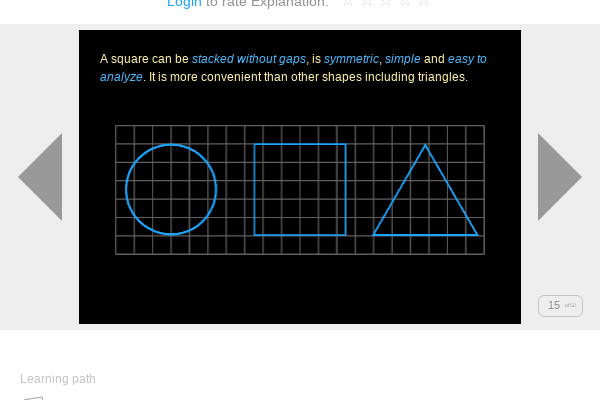 Login to rate Explanation:
A square can be stacked without gaps, is symmetric, simple and easy to
analyze. It is more convenient than other shapes including triangles.
15
Learning path